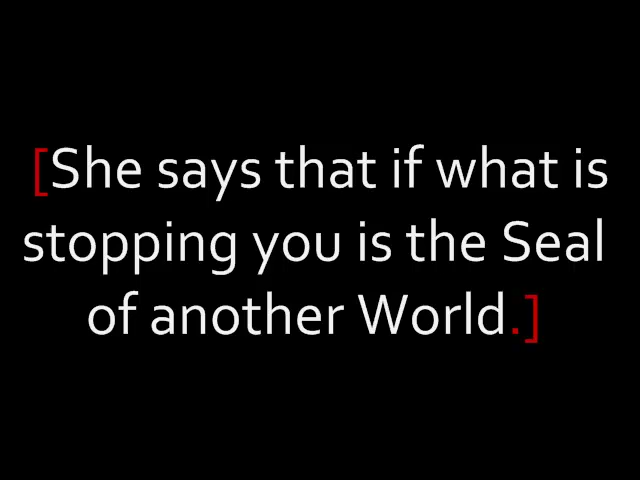 [She says that if what is
stopping you is the Seal
of another World.]